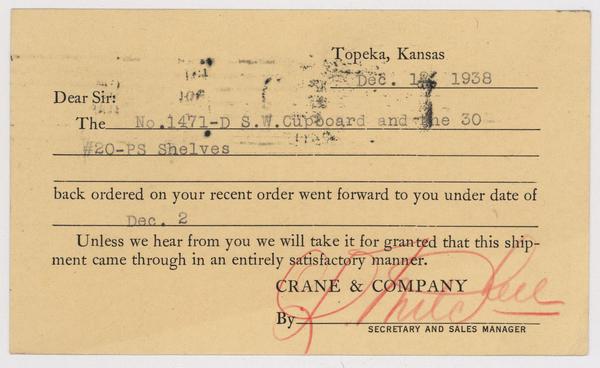 Topeka, Kansas
Dec. 1 1938
Dear Sir:
The No.1471-D S.W.Cupboard and the 30
#20-PS Shelves
back ordered on your recent order went forward to you under date of
Dec. 2
Unless we hear from you we will take it for granted that this ship-
ment came through in an entirely satisfactory manner.
CRANE & COMPANY
By
SECRETARY AND SALES MANAGER